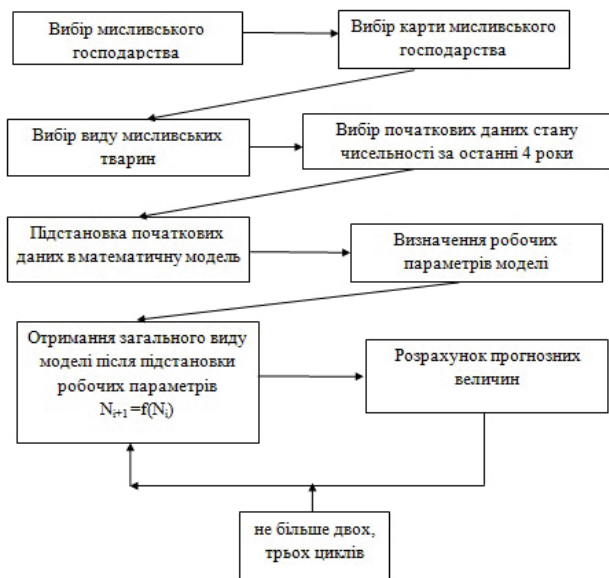 Вибір мисливського
господарства
Вибір карти мисливського
господарства
Вибір виду мисливських
тварин
Вибір початкових даних стану
чисельності за останні 4 роки
Підстановка початкових
даних в математичну модель
Визначення робочих
параметрів моделі
Отримання загального виду
моделі після підстановки
робочих параметрів
Nᵢ₊₁ =f(Nᵢ)
Розрахунок прогнозних
величин
не більше двох,
трьох циклів